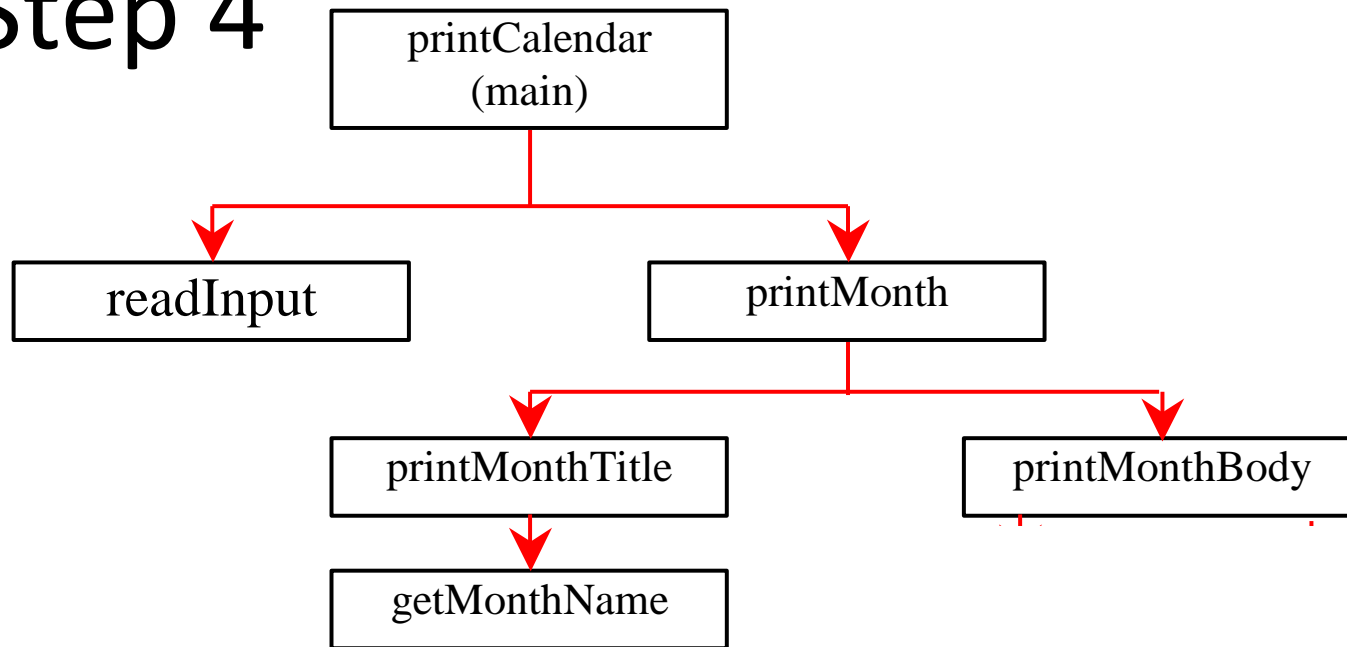 Step 4
printCalendar
(main)
readInput
printMonth
printMonthTitle
printMonthBody
getMonthName